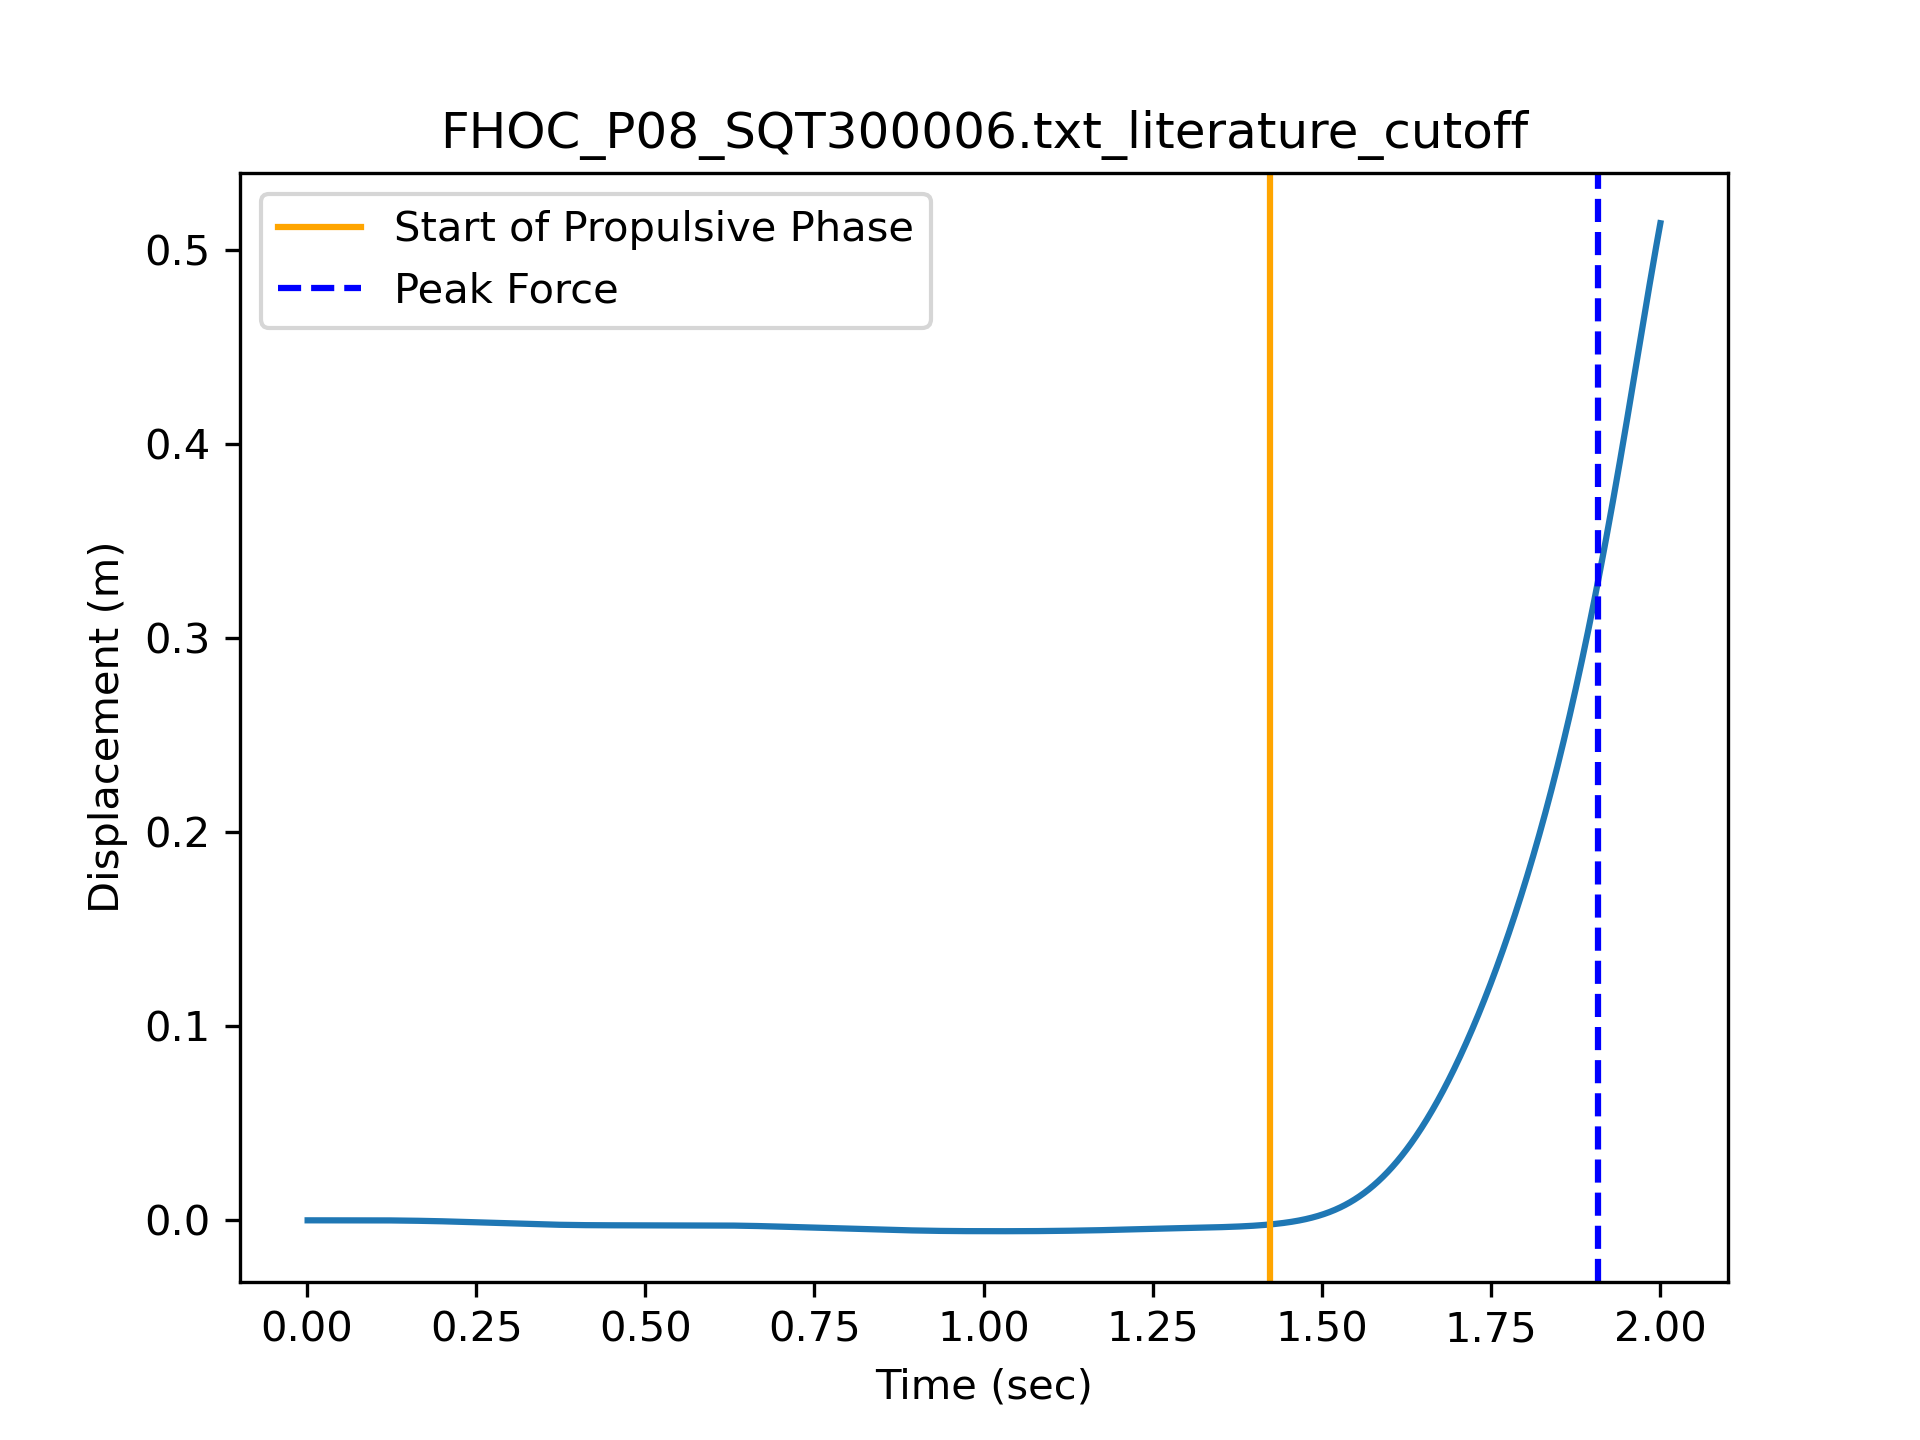 FHOC_P08_SQT300006.txt_literature_cutoff
Start of Propulsive Phase
Peak Force
0.5
0.4
0.3
0.2
0.1
0.0
Displacement (m)
0.00 0.25 0.50 0.75 1.00 1.25 1.50 1.75 2.00
Time (sec)